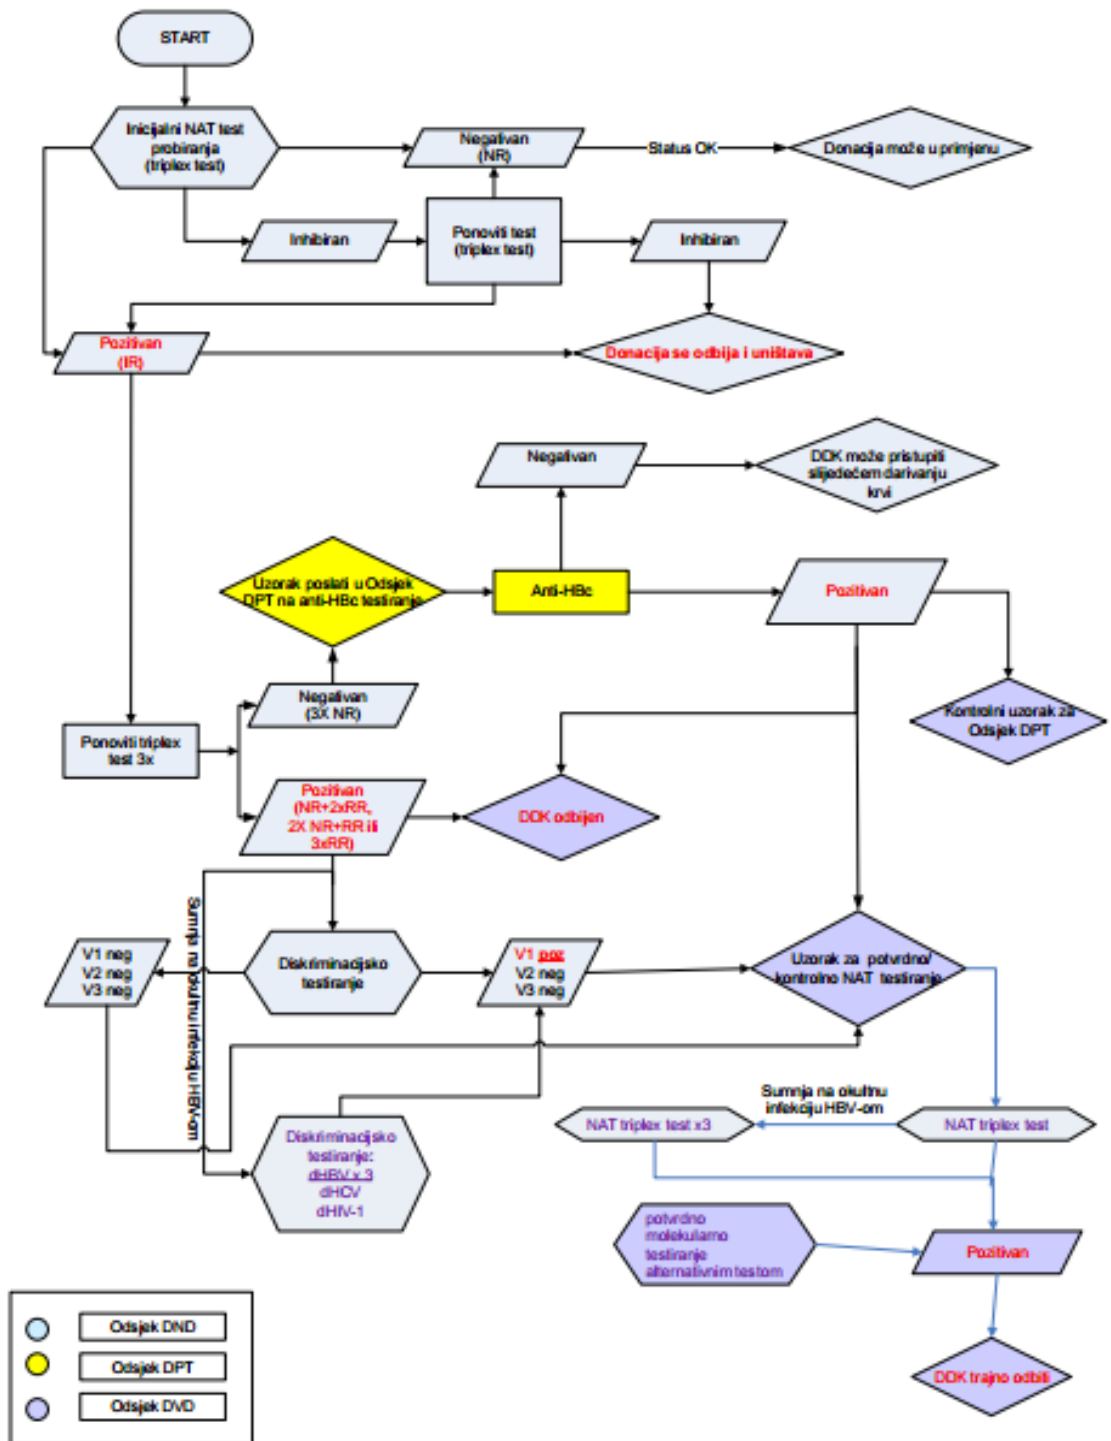 START
Inicijalni NAT test
probiranja
(triplex test)
Negativan
(NR)
Status OK
Donacija može u primjenu
Inhibiran
Ponoviti test
(triplex test)
Inhibiran
Pozitivan
(IR)
Donacija se odbija i uništava
Negativan
DDK može pristupiti
slijedećem darivanju
krvi
Uzorak poslati u Odsjek
DPT na anti-HBc testiranje
Anti-HBc
Pozitivan
Negativan
(3X NR)
Kontrolni uzorak za
Odsjek DPT
Ponoviti triplex
test 3x
Pozitivan
(NR+2xRR,
2X NR+RR ili
3xRR)
DDK odbijen
Sumnja na okultnu infekciju HBV-om
V1 neg
V2 neg
V3 neg
Diskriminacijsko
testiranje
V1 poz
V2 neg
V3 neg
Uzorak za potvrdno/
kontrolno NAT testiranje
Sumnja na okultnu
infekciju HBV-om
NAT triplex test x3
NAT triplex test
Diskriminacijsko
testiranje:
dHBV x 3
dHCV
dHIV-1
potvrdno
molekularno
testiranje
alternativnim testom
Pozitivan
DDK trajno odbiti
Odsjek DND
Odsjek DPT
Odsjek DVD